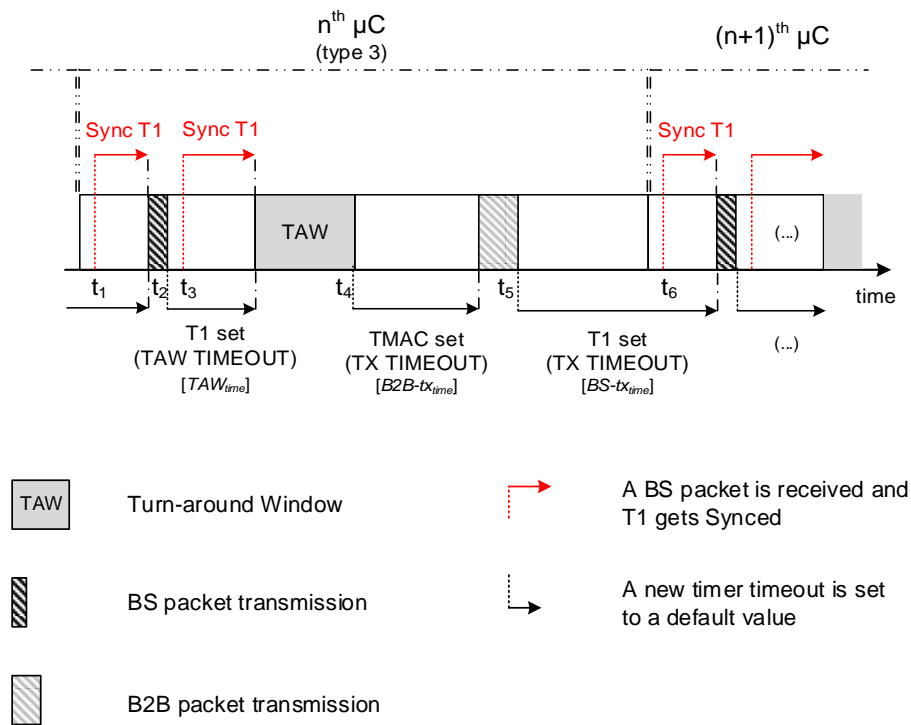 nth µC
(type 3)
(n+1)th µC
Sync T1
Sync T1
Sync T1
TAW
(...)
t1
t2
t3
t4
t5
t6
time
T1 set
(TAW TIMEOUT)
[TAWtime]
TMAC set
(TX TIMEOUT)
[B2B-txtime]
T1 set
(TX TIMEOUT)
[BS-txtime]
(...)
TAW
Turn-around Window
A BS packet is received and
T1 gets Synced
BS packet transmission
A new timer timeout is set
to a default value
B2B packet transmission